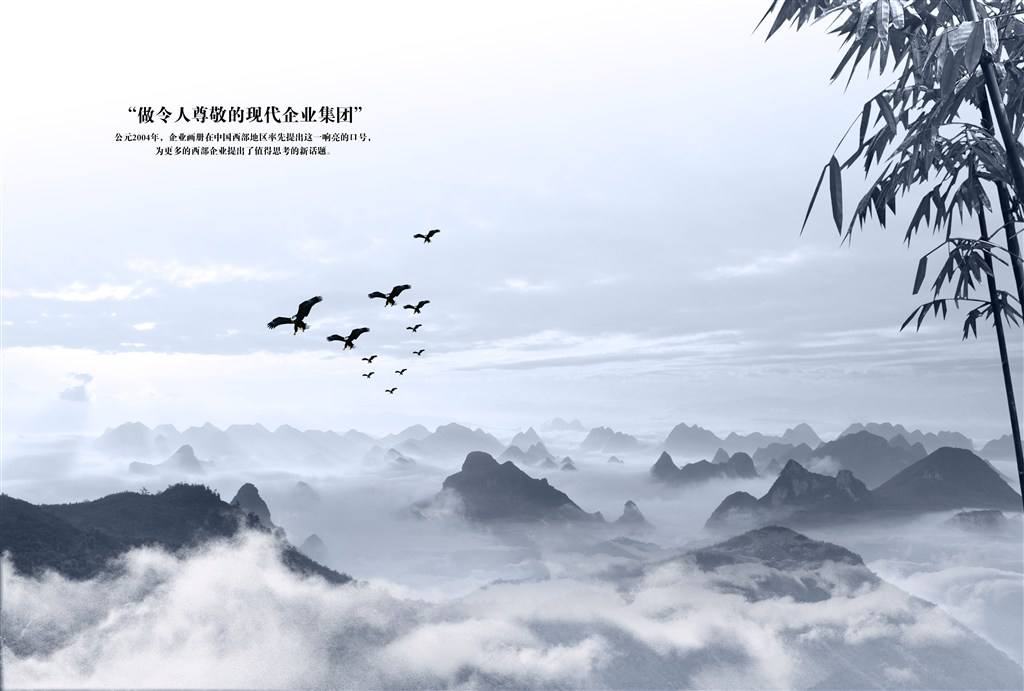 “做令人尊敬的现代企业集团”
公元2004年，企业画册在中国西部地区率先提出这一响亮的口号，
为更多的西部企业提出了值得思考的新话题。